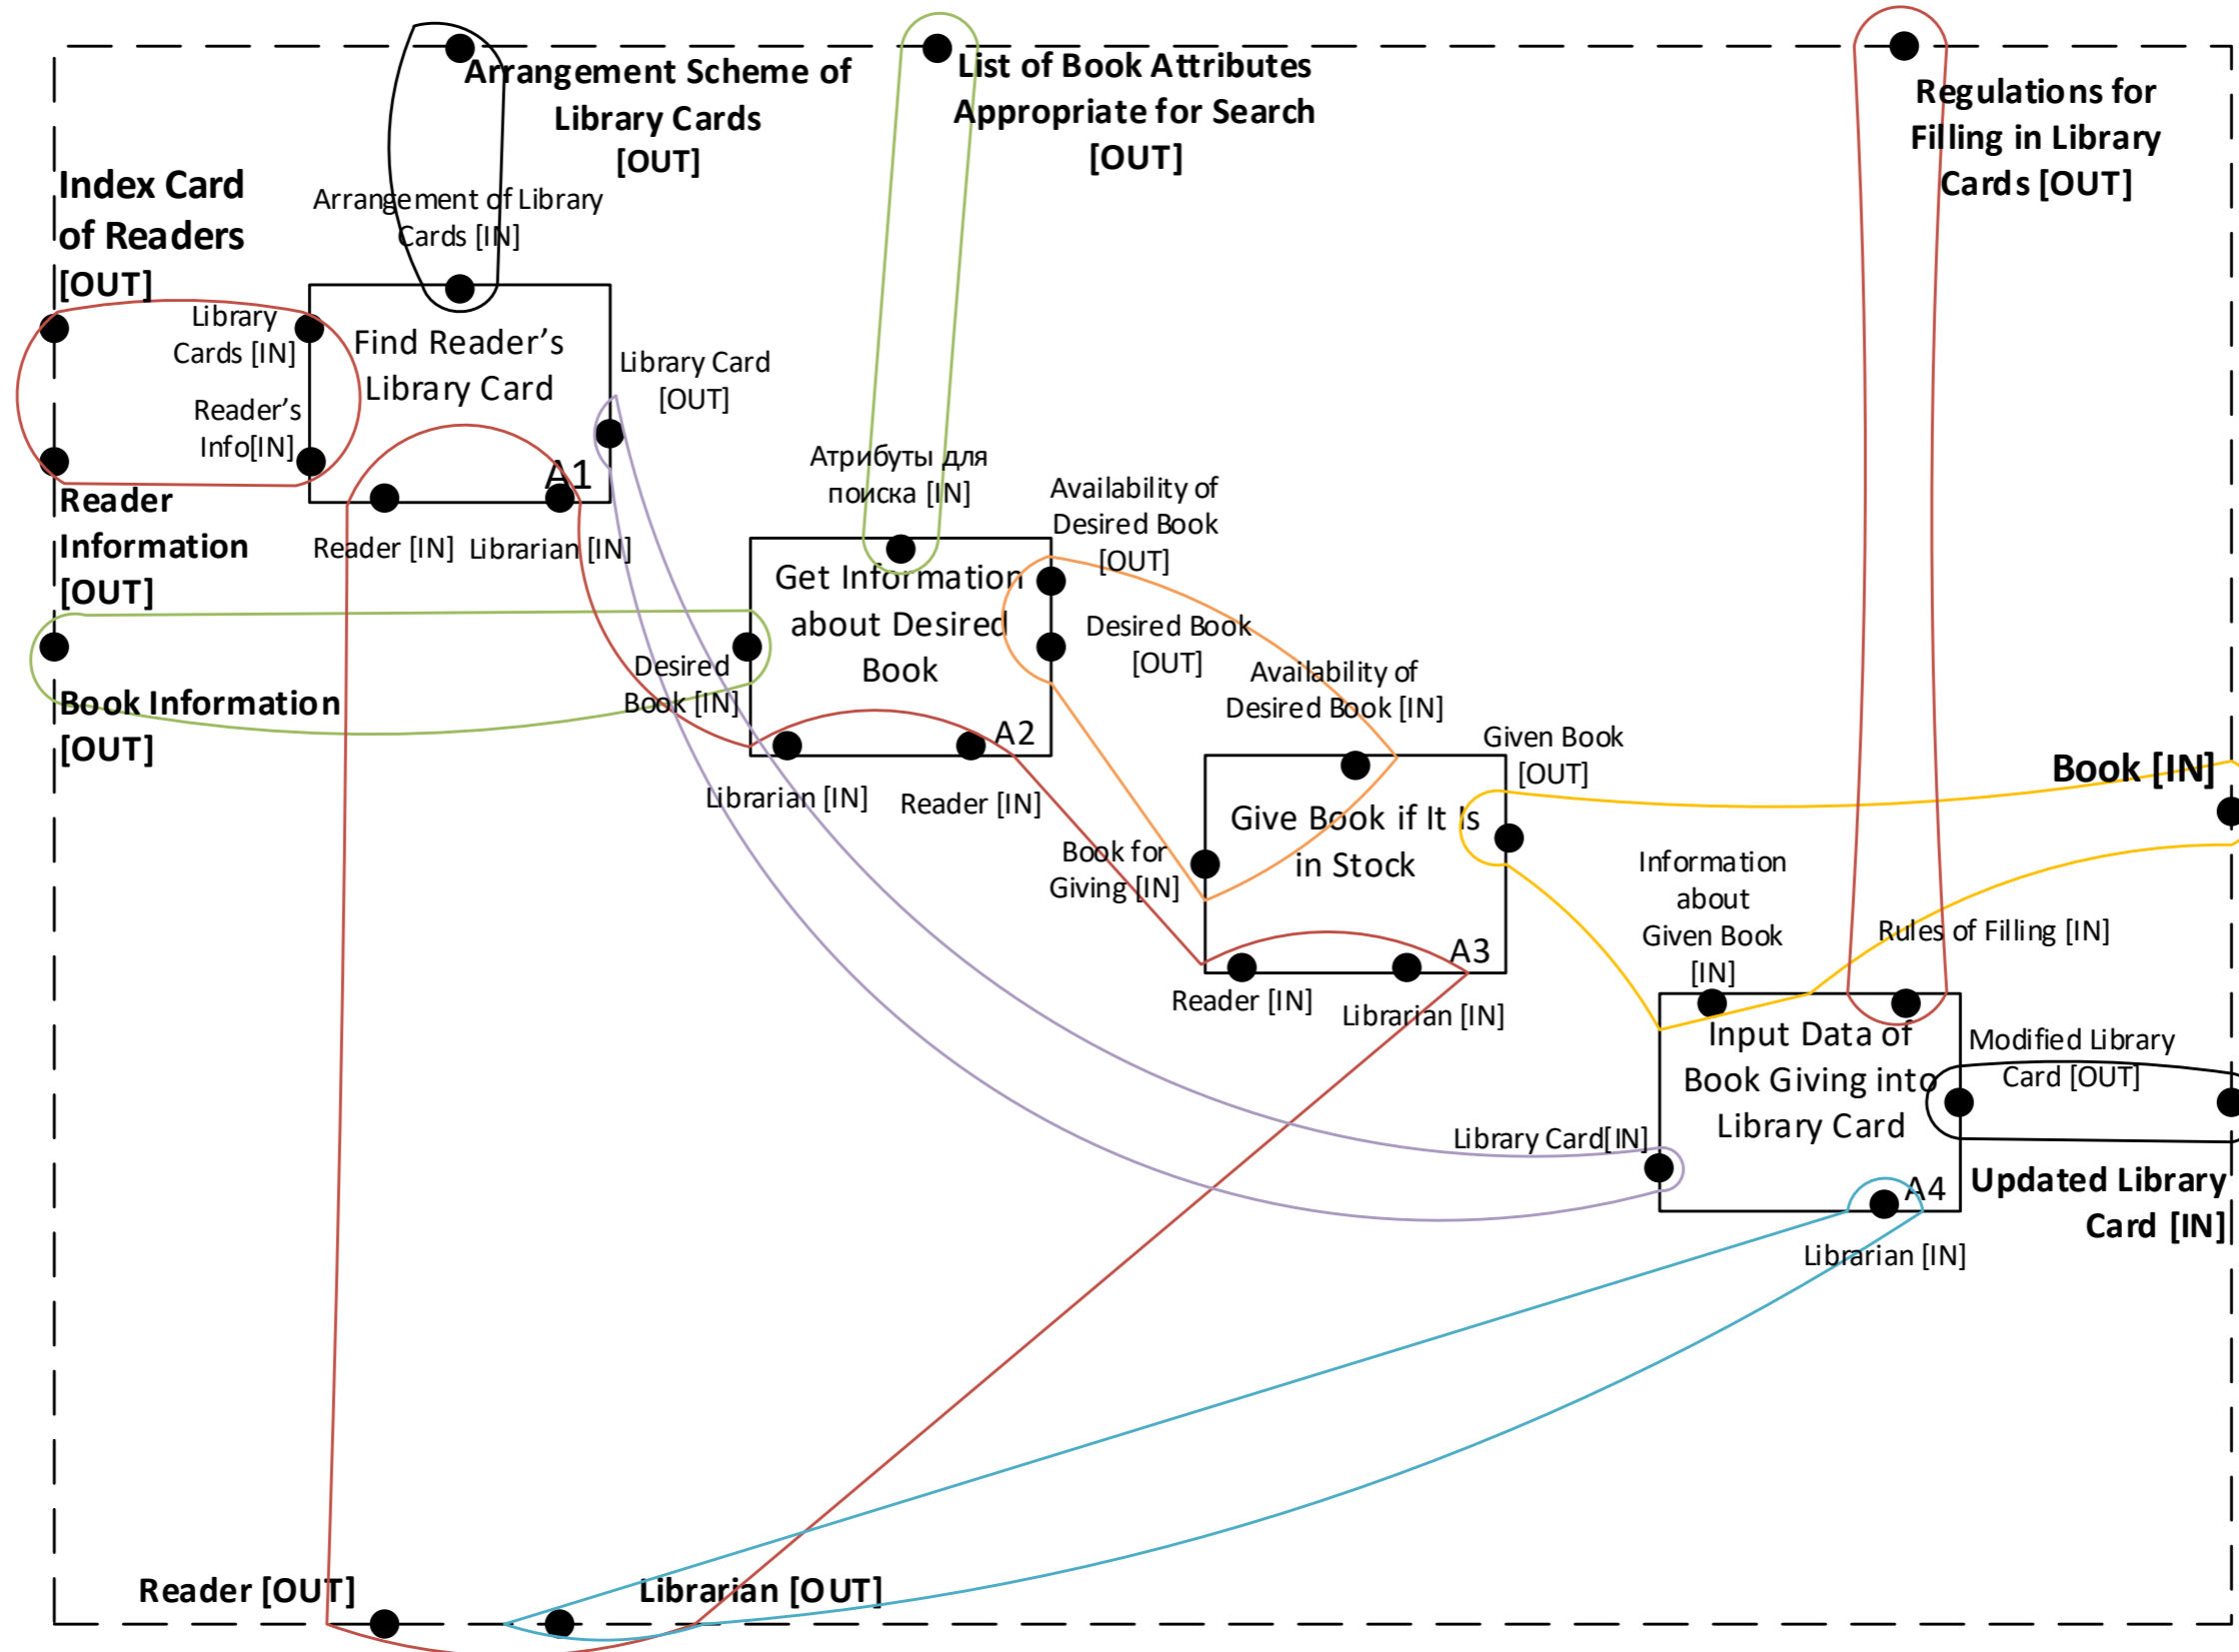 Arrangement Scheme of
Library Cards
[OUT]
List of Book Attributes
Appropriate for Search
[OUT]
Regulations for
Filling in Library
Cards [OUT]
Index Card
of Readers
[OUT]
Arrangement of Library
Cards [IN]
Library
Cards [IN]
Reader's
Info[IN]
Find Reader's
Library Card
A1
Library Card
[OUT]
Reader [IN]
Librarian [IN]
Reader
Information
[OUT]
Атрибуты для
поиска [IN]
Availability of
Desired Book
[OUT]
Get Information
about Desired
Book
A2
Desired Book
[OUT]
Desired
Book [IN]
Book Information
[OUT]
Librarian [IN]
Reader [IN]
Availability of
Desired Book [IN]
Given Book
[OUT]
Book [IN]
Give Book if It Is
in Stock
A3
Book for
Giving [IN]
Reader [IN]
Librarian [IN]
Information
about
Given Book
[IN]
Rules of Filling [IN]
Input Data of
Book Giving into
Library Card
A4
Modified Library
Card [OUT]
Library Card[IN]
Updated Library
Card [IN]
Librarian [IN]
Reader [OUT]
Librarian [OUT]